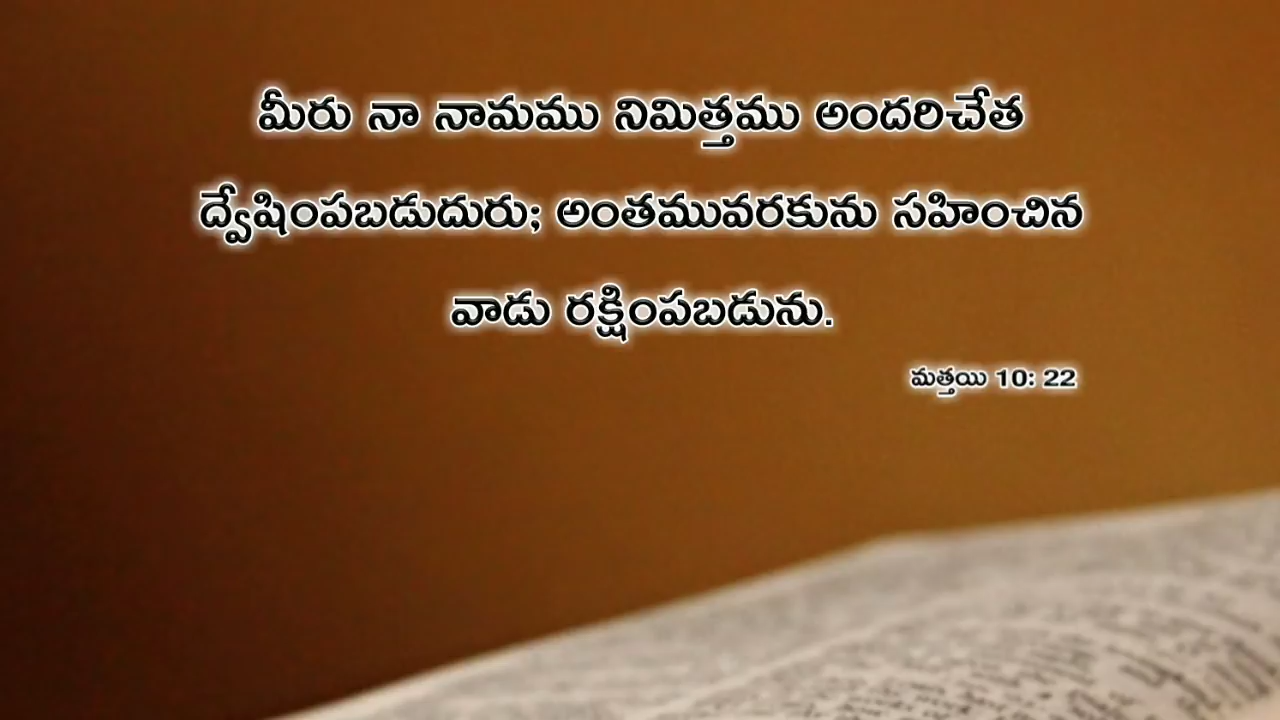 మీరు నా నామము నిమిత్తము అందరిచేత
ద్వేషింపబడుదురు; అంతమువరకును సహించిన
వాడు రక్షింపబడును.
మత్తయి 10: 22